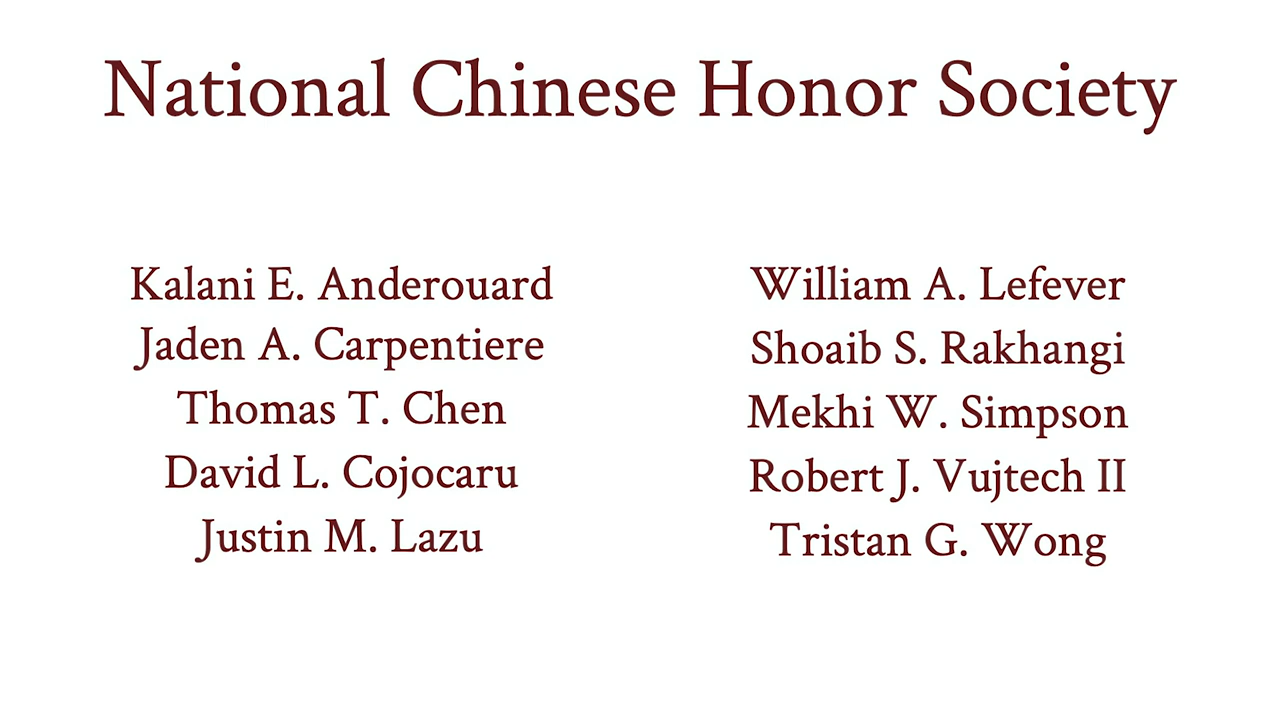 National Chinese Honor Society
Kalani E. Anderouard
Jaden A. Carpentiere
Thomas T. Chen
David L. Cojocaru
Justin M. Lazu
William A. Lefever
Shoaib S. Rakhangi
Mekhi W. Simpson
Robert J. Vujtech II
Tristan G. Wong